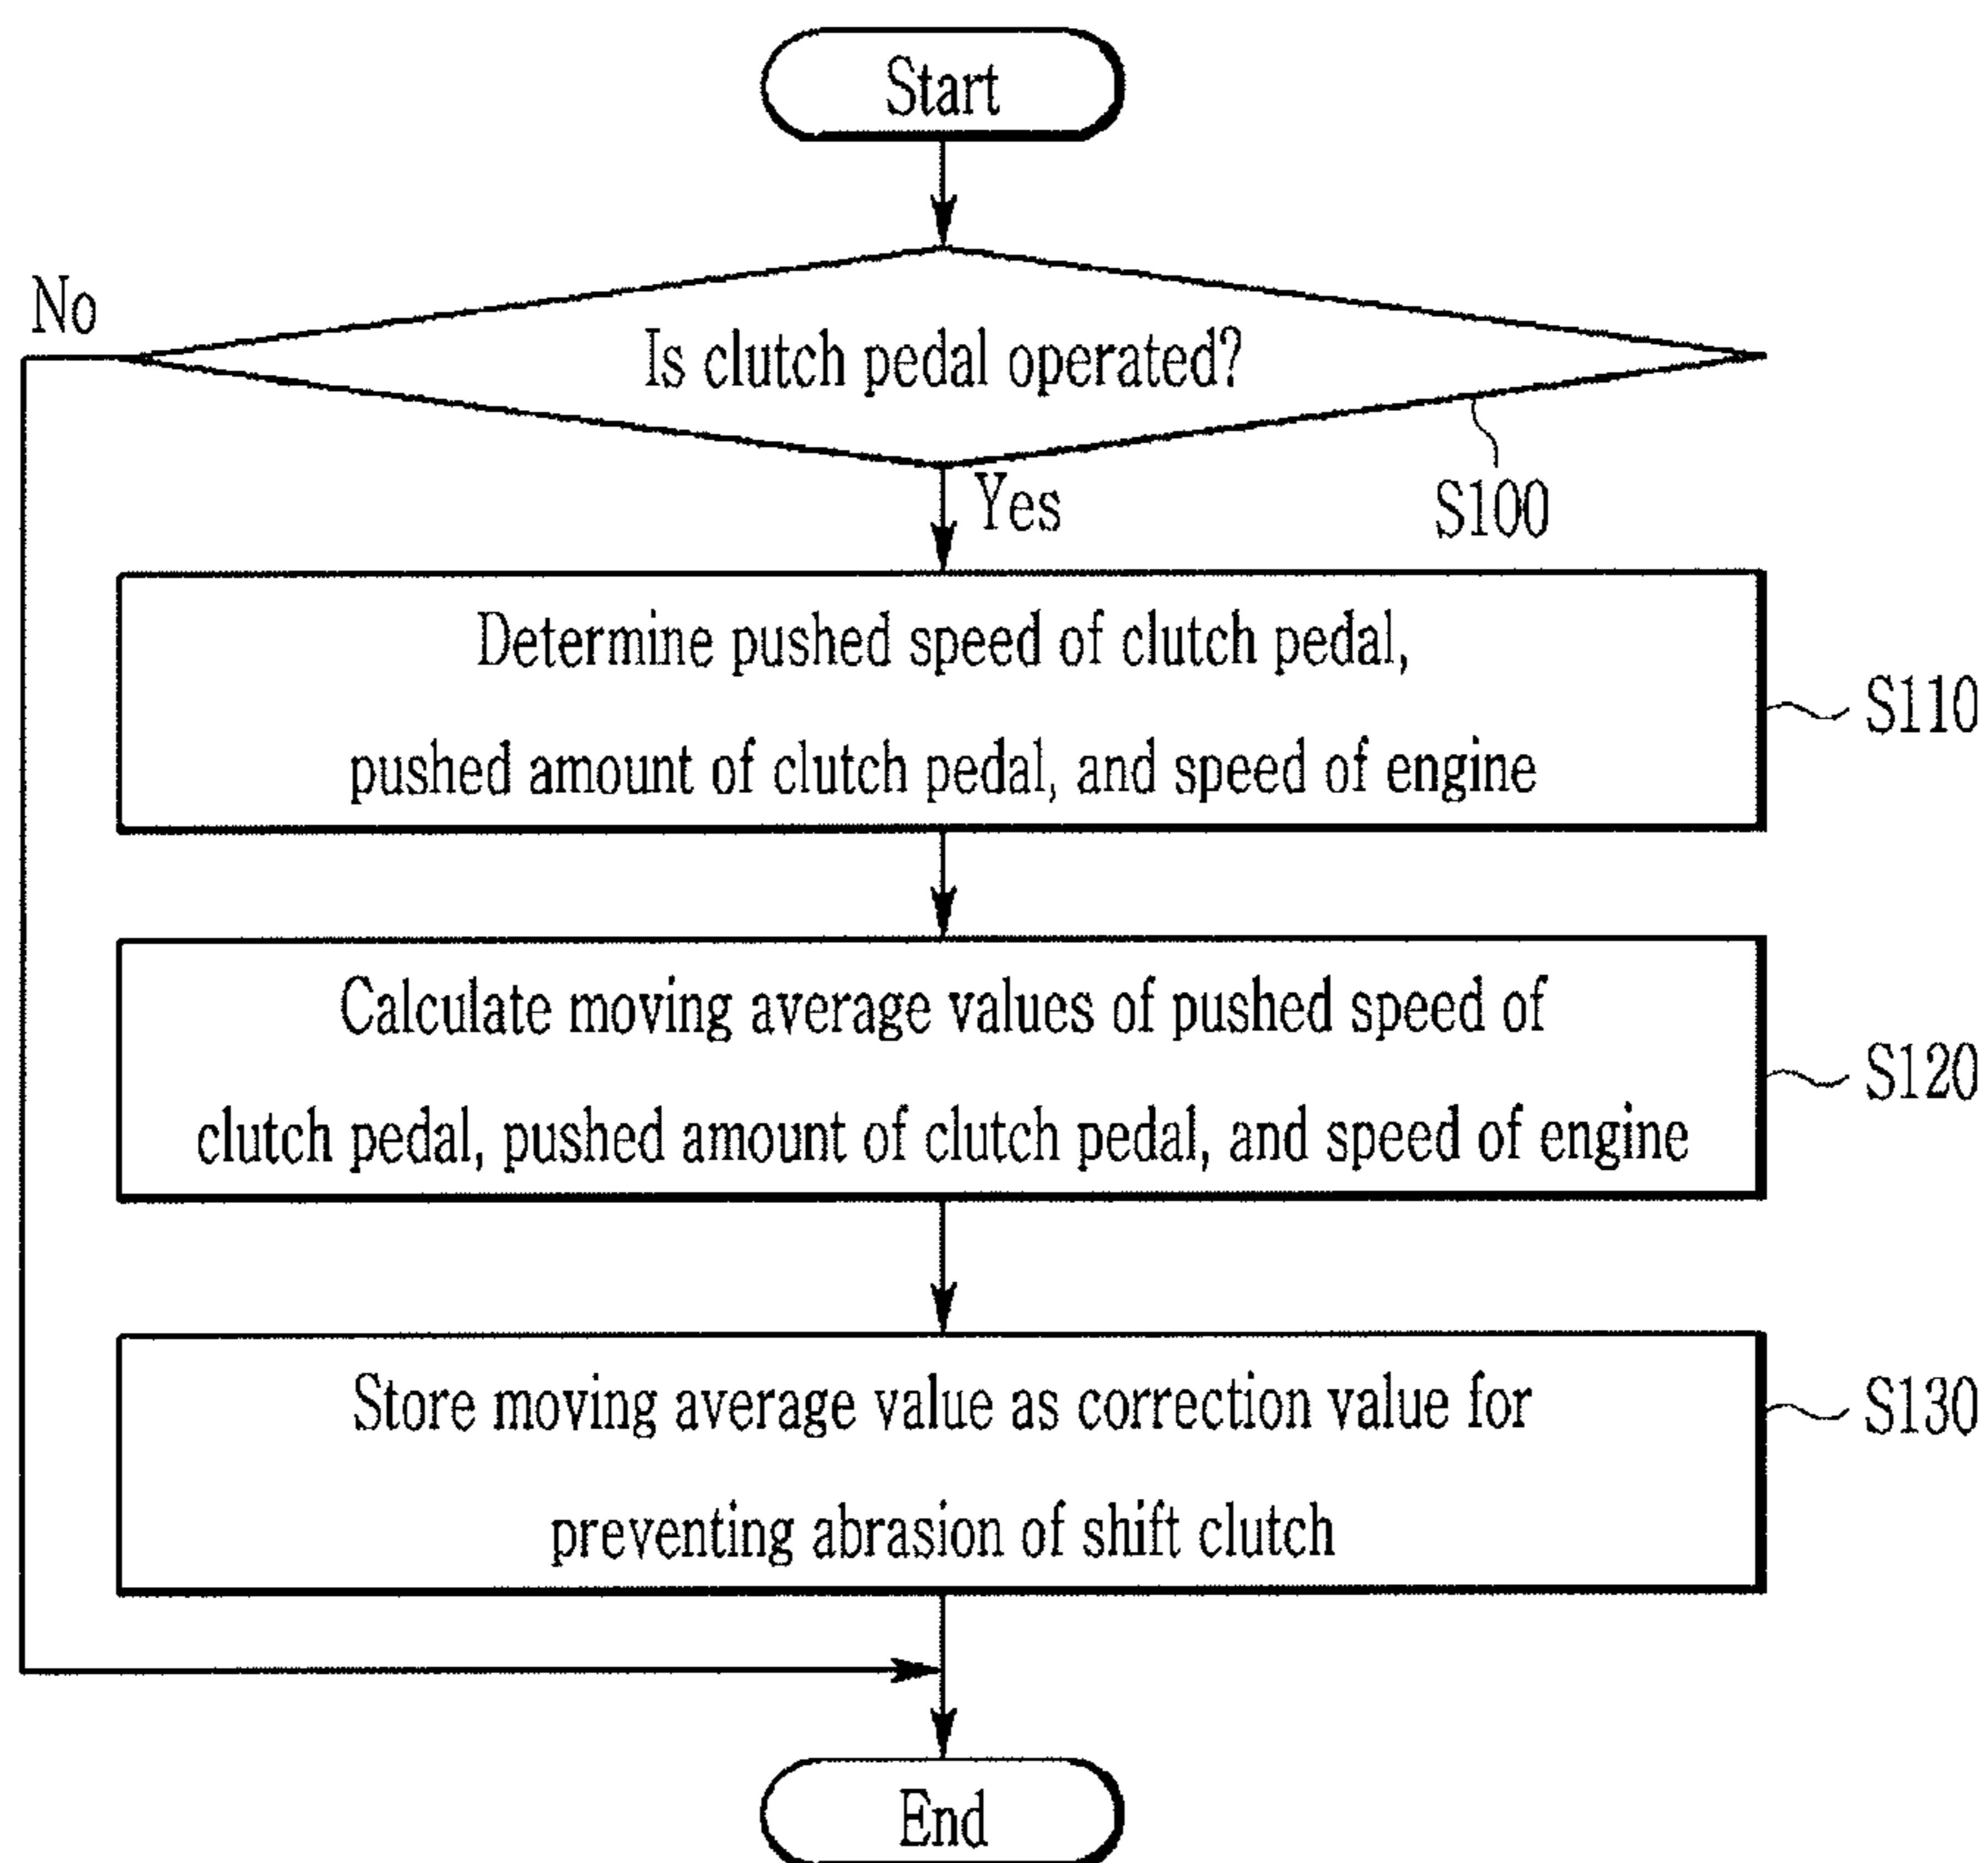 Start
No
Is clutch pedal operated?
Yes
S100
Determine pushed speed of clutch pedal,
pushed amount of clutch pedal, and speed of engine
S110
Calculate moving average values of pushed speed of
clutch pedal, pushed amount of clutch pedal, and speed of engine
S120
Store moving average value as correction value for
preventing abrasion of shift clutch
S130
End